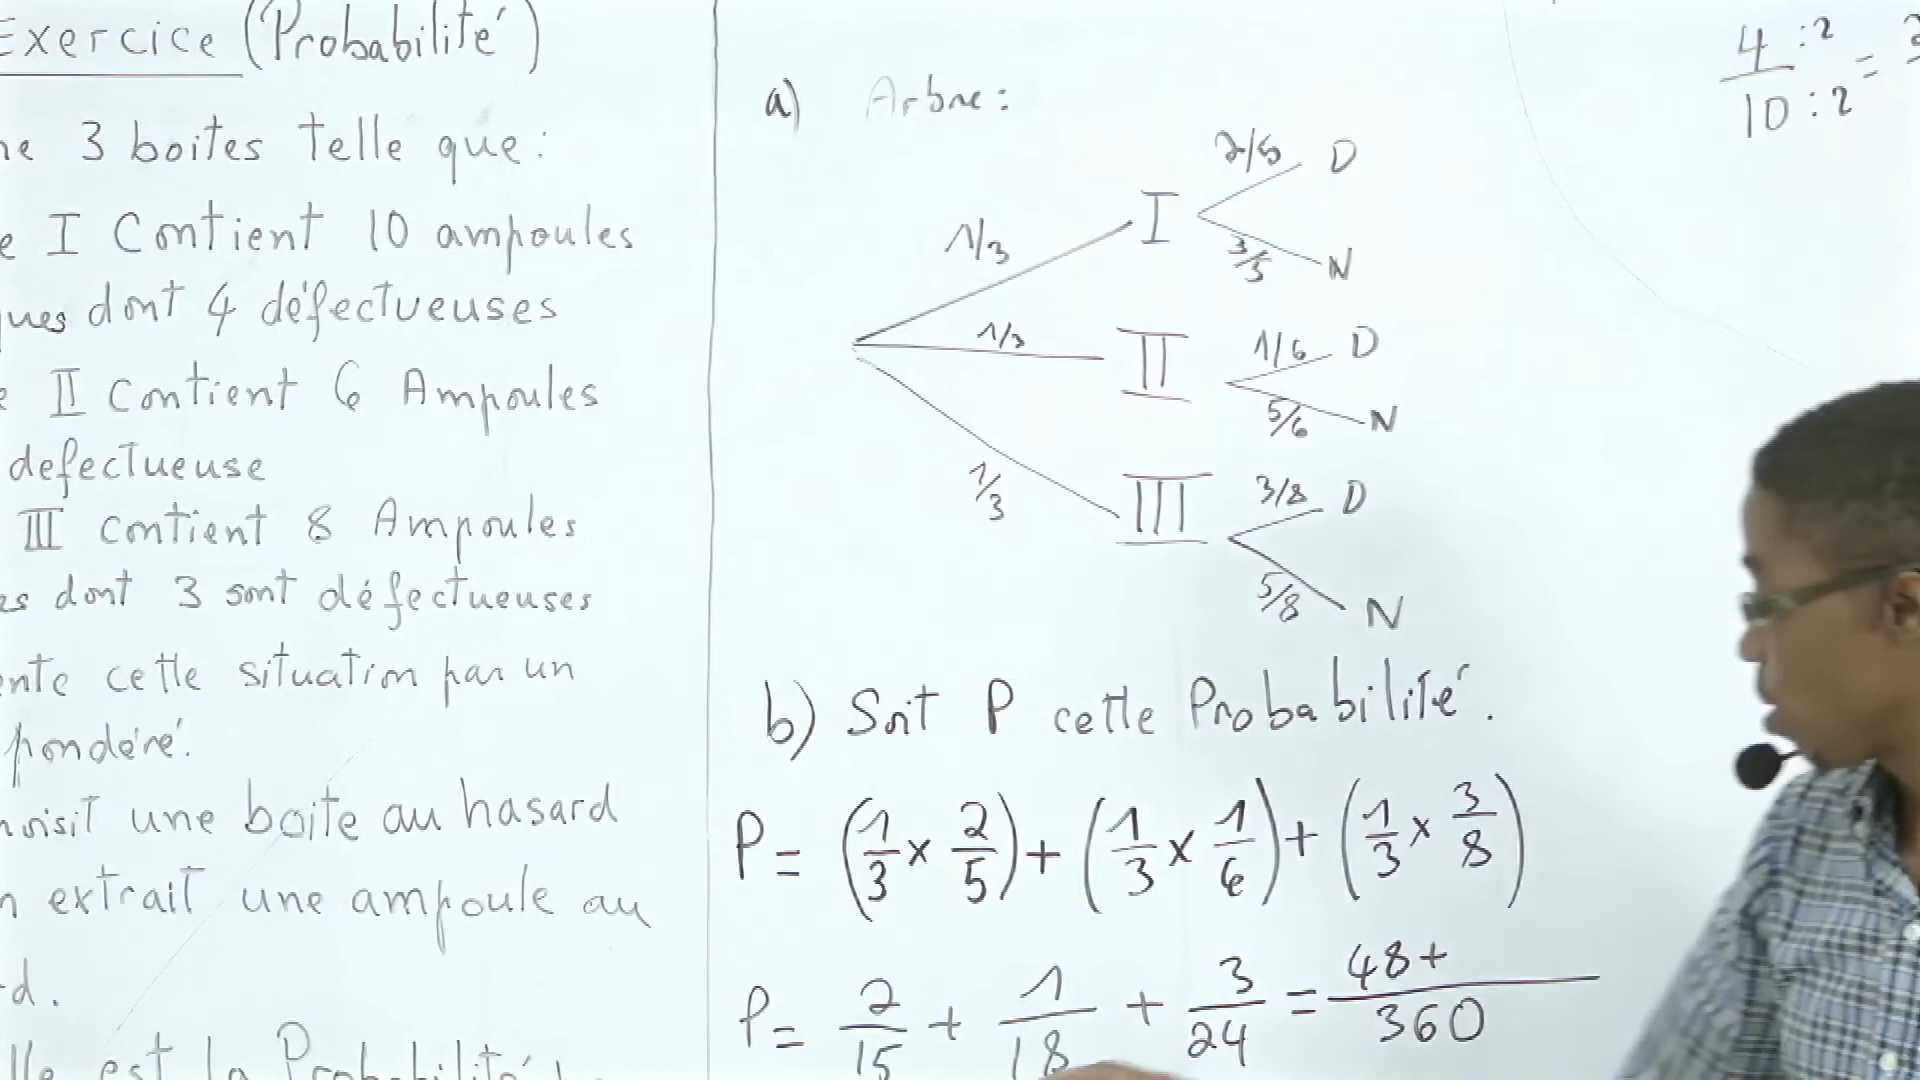 Exercice (Probabilité)
3 boites telle que:
I Contient 10 ampoules
dont 4 défectueuses
II Contient 6 Ampoules
defectueuse
III contient 8 Ampoules
dont 3 sont défectueuses
cette situation par un
pondéré.
une boite au hasard
extrait une ampoule au
est la Probabilité
a) Arbre:
1/3 I 2/5 D
3/5 N
1/3 II 1/6 D
5/6 N
1/3 III 3/8 D
5/8 N
b) Soit P cette Probabilité.
P = (1/3 × 2/5) + (1/3 × 1/6) + (1/3 × 3/8)
P = 2/15 + 1/18 + 3/24 = 48+/360
4:2/10:2 =